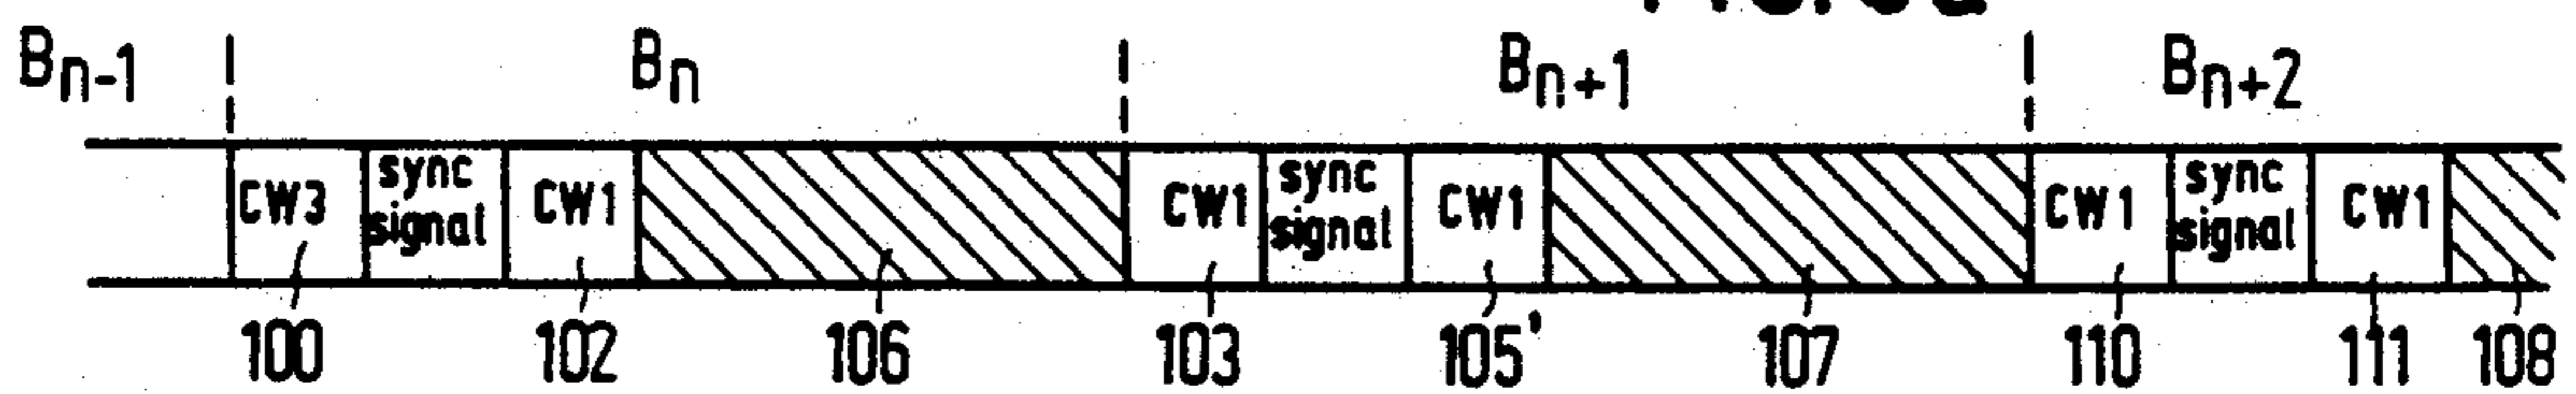 Bn-1 Bn Bn+1 Bn+2
CW3 sync signal CW1 CW1 sync signal CW1 CW1 sync signal CW1
100 102 106 103 105' 107 110 111 108